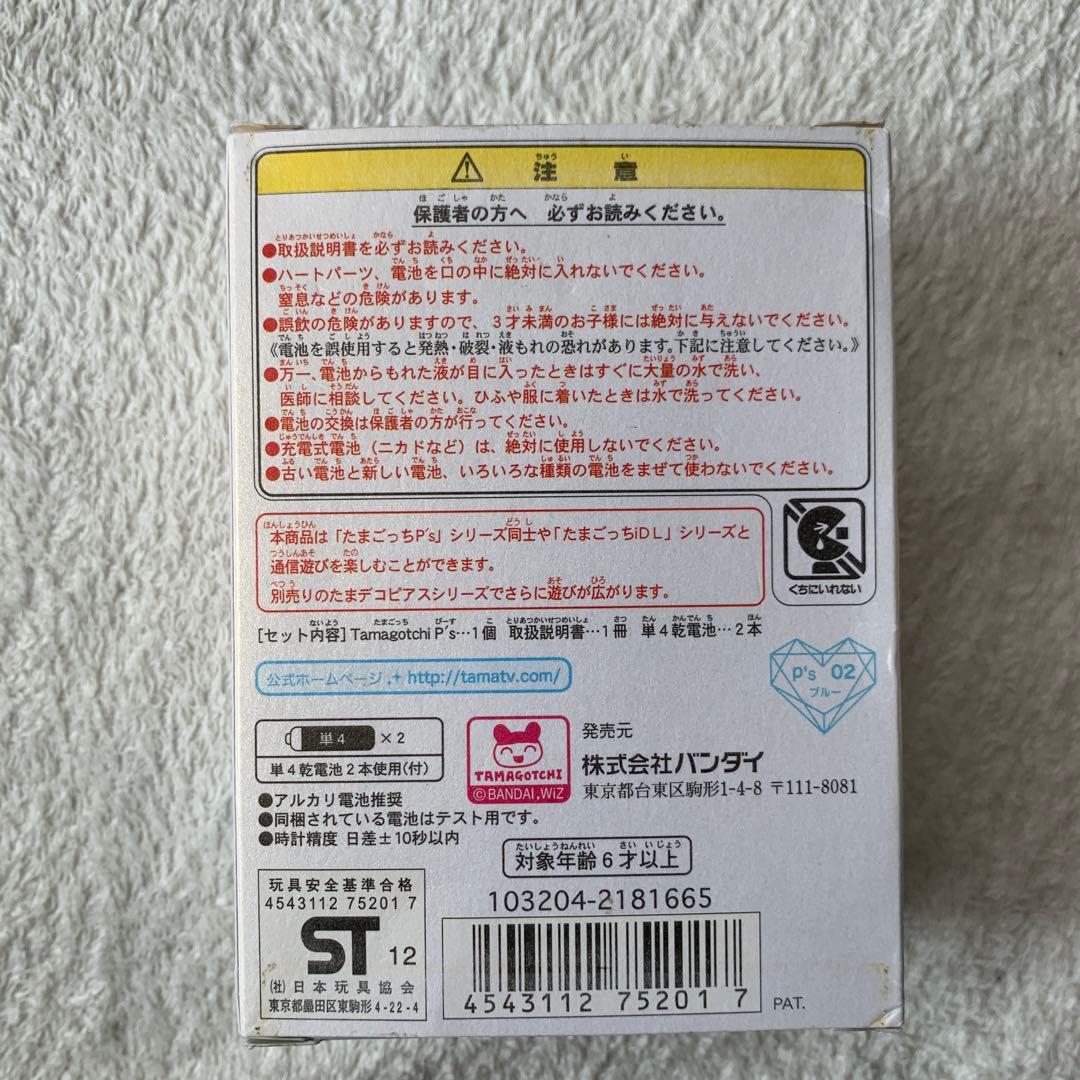 注意
保護者の方へ 必ずお読みください。
●取扱説明書を必ずお読みください。
●ハートパーツ、電池を口の中に絶対に入れないでください。
窒息などの危険があります。
●誤飲の危険がありますので、3才未満のお子様には絶対に与えないでください。
《電池を誤使用すると発熱・破裂・液もれの恐れがあります。下記に注意してください。》
●万一、電池からもれた液が目に入ったときはすぐに大量の水で洗い、
医師に相談してください。ひふや服に着いたときは水で洗ってください。
●電池の交換は保護者の方が行ってください。
●充電式電池（ニカドなど）は、絶対に使用しないでください。
●古い電池と新しい電池、いろいろな種類の電池をまぜて使わないでください。
本商品は「たまごっちP's」シリーズ同士や「たまごっちiDL」シリーズと
通信遊びを楽しむことができます。
別売りのたまデコピアスシリーズでさらに遊びが広がります。
くちにいれない
[セット内容] Tamagotchi P's…1個 取扱説明書…1冊 単4乾電池…2本
公式ホームページ http://tamatv.com/
P's 02
ブルー
単4 ×2
単4乾電池2本使用(付)
●アルカリ電池推奨
●同梱されている電池はテスト用です。
●時計精度 日差±10秒以内
TAMAGOTCHI
©BANDAI,WiZ
発売元
株式会社バンダイ
東京都台東区駒形1-4-8 〒111-8081
対象年齢6才以上
玩具安全基準合格
4543112 75201 7
ST 12
(社)日本玩具協会
東京都墨田区東駒形4-22-4
103204-2181665
4543112 75201 7
PAT.